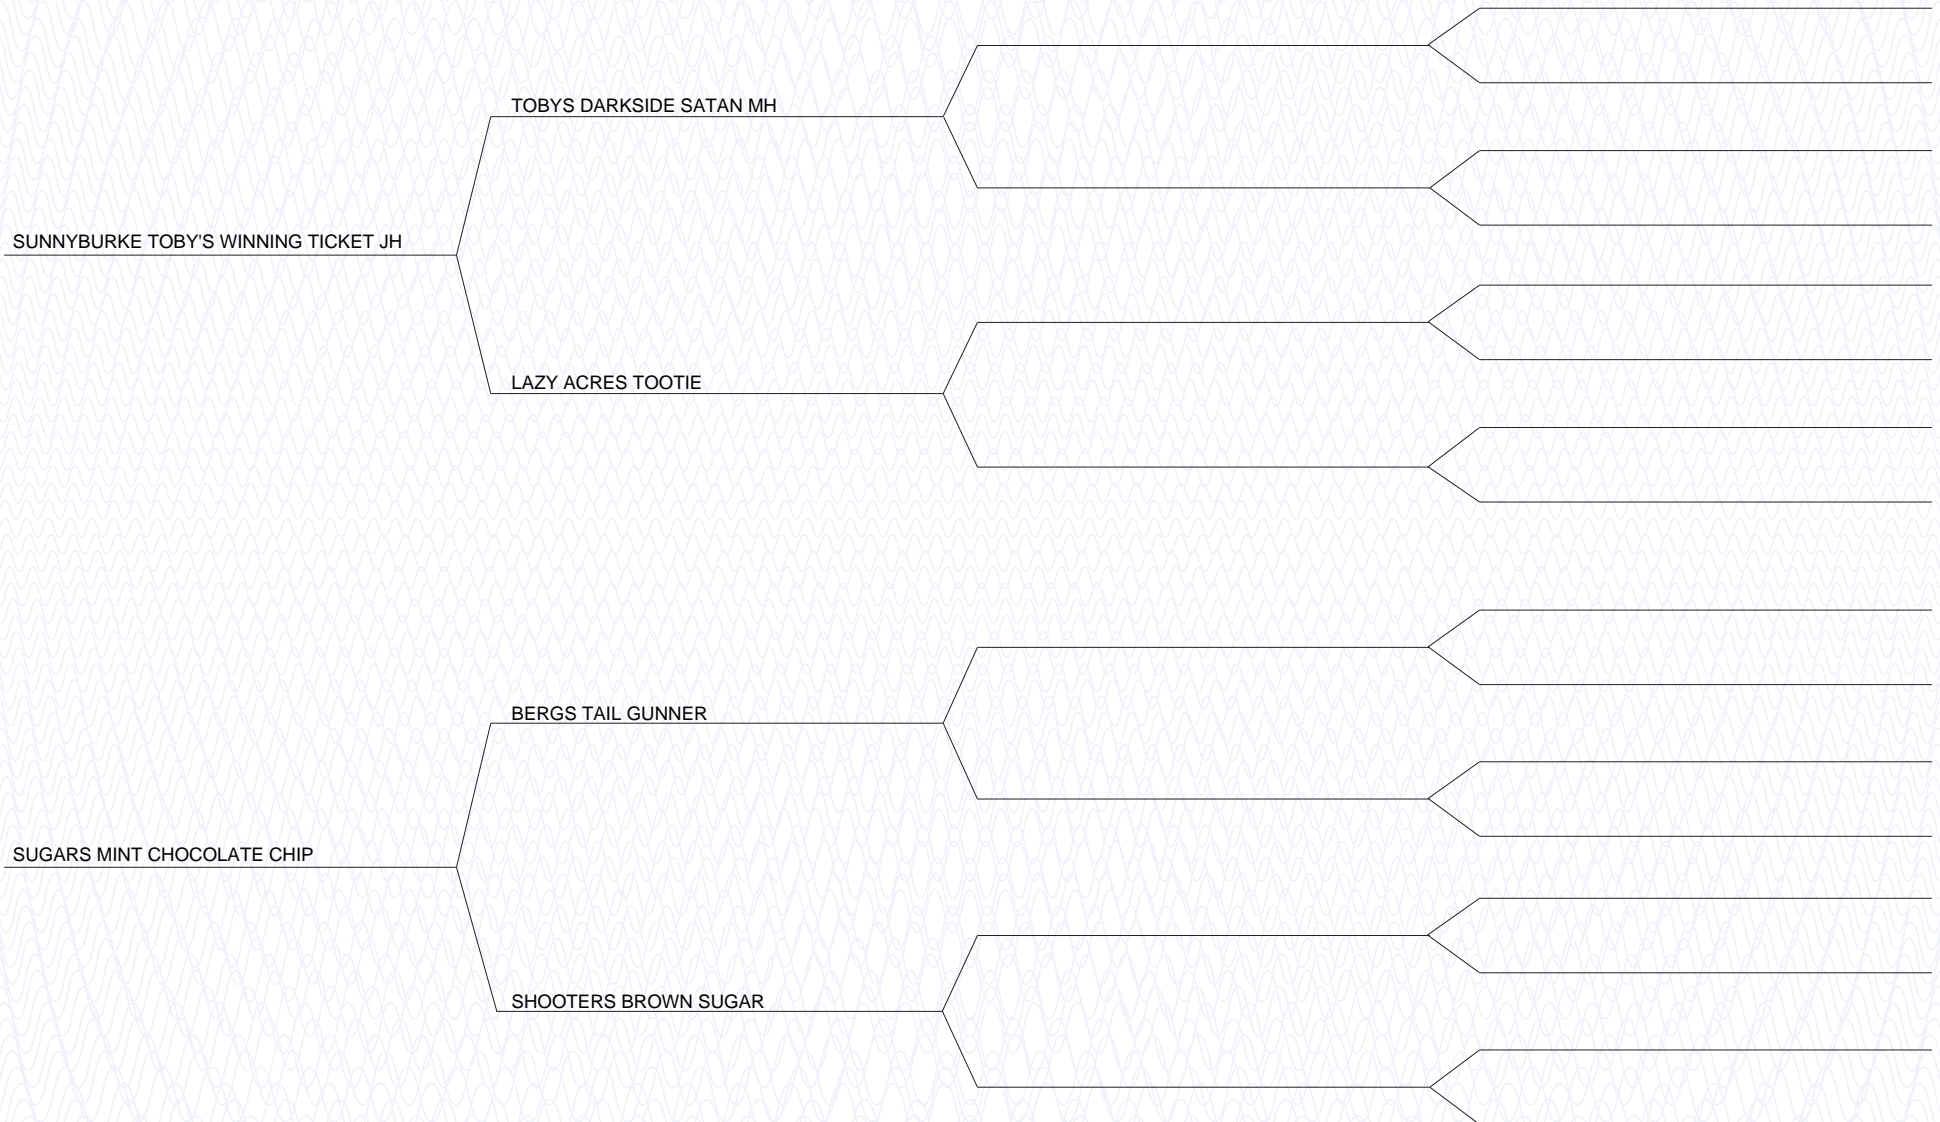 TOBYS DARKSIDE SATAN MH
SUNNYBURKE TOBY'S WINNING TICKET JH
LAZY ACRES TOOTIE
BERGS TAIL GUNNER
SUGARS MINT CHOCOLATE CHIP
SHOOTERS BROWN SUGAR